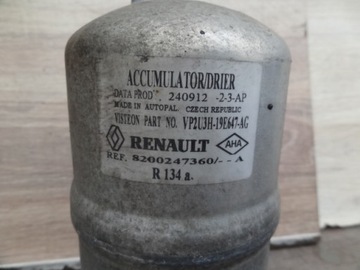 ACCUMULATOR/DRIER
DATA PROD. 240912 -2-3-AP
MADE IN AUTOPAL CZECH REPUBLIC
VISTEON PART NO. VP2U3H-19E647-AG
RENAULT AHA
REF. 8200247360/-- A
R 134 a.